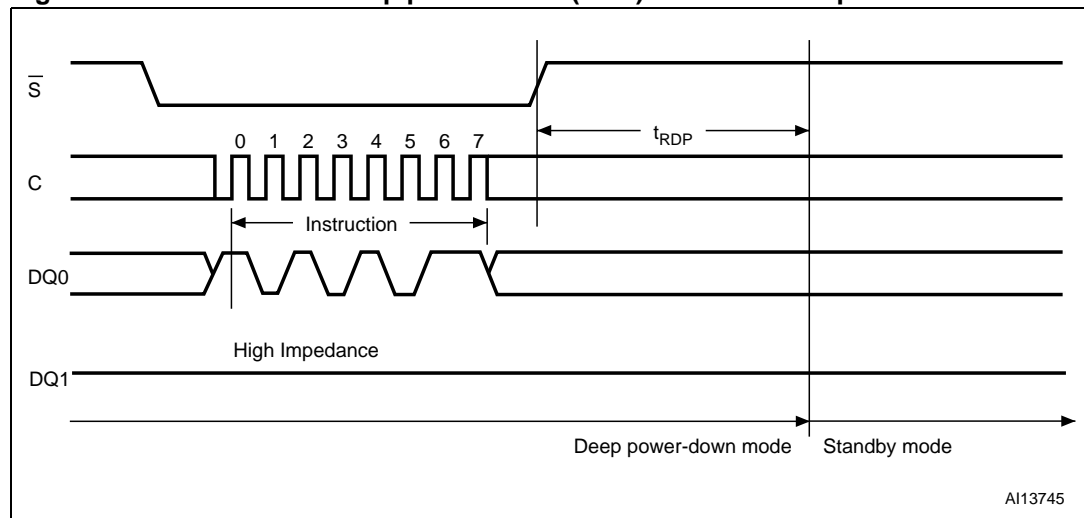 S̅
tRDP
0 1 2 3 4 5 6 7
C
Instruction
DQ0
High Impedance
DQ1
Deep power-down mode Standby mode
AI13745